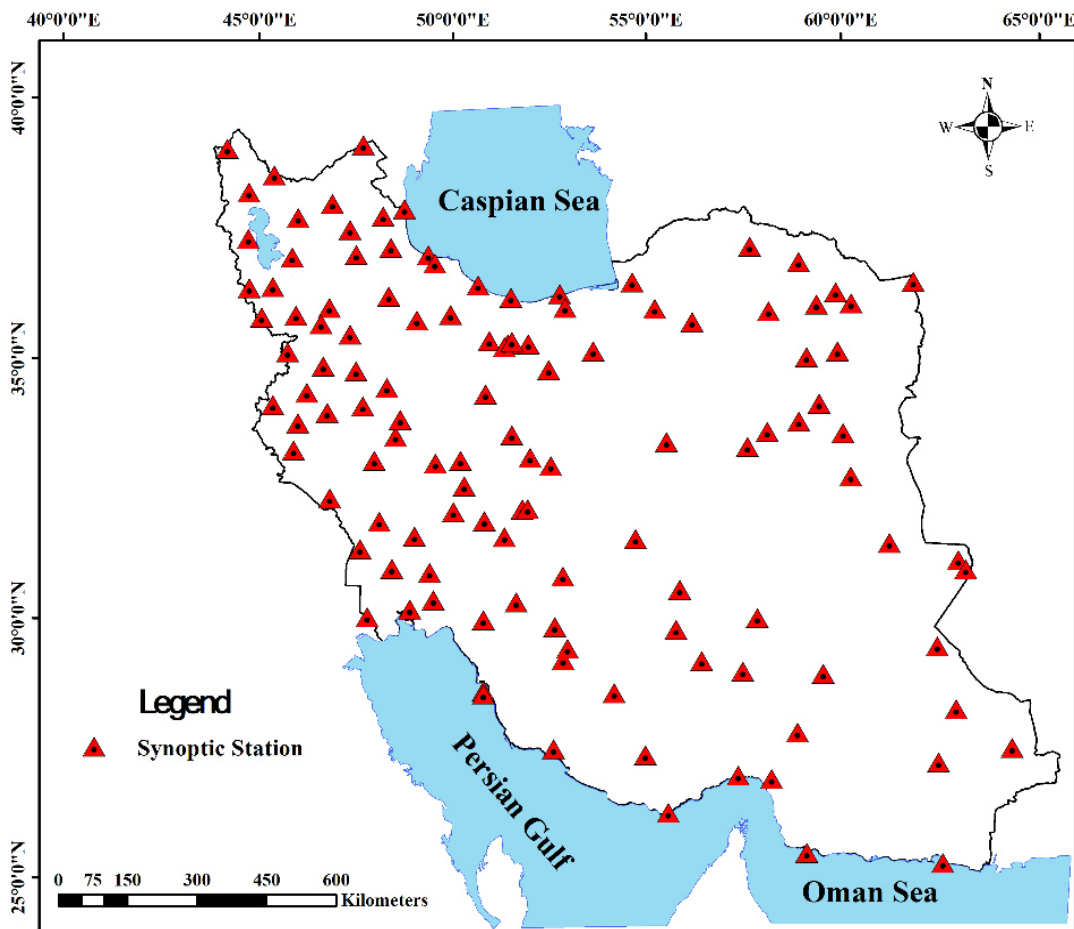 40°0'0"E 45°0'0"E 50°0'0"E 55°0'0"E 60°0'0"E 65°0'0"E
40°0'0"N
N
W E
S
Caspian Sea
35°0'0"N
30°0'0"N
Legend
Synoptic Station
Persian Gulf
25°0'0"N
0 75 150 300 450 600
Kilometers
Oman Sea